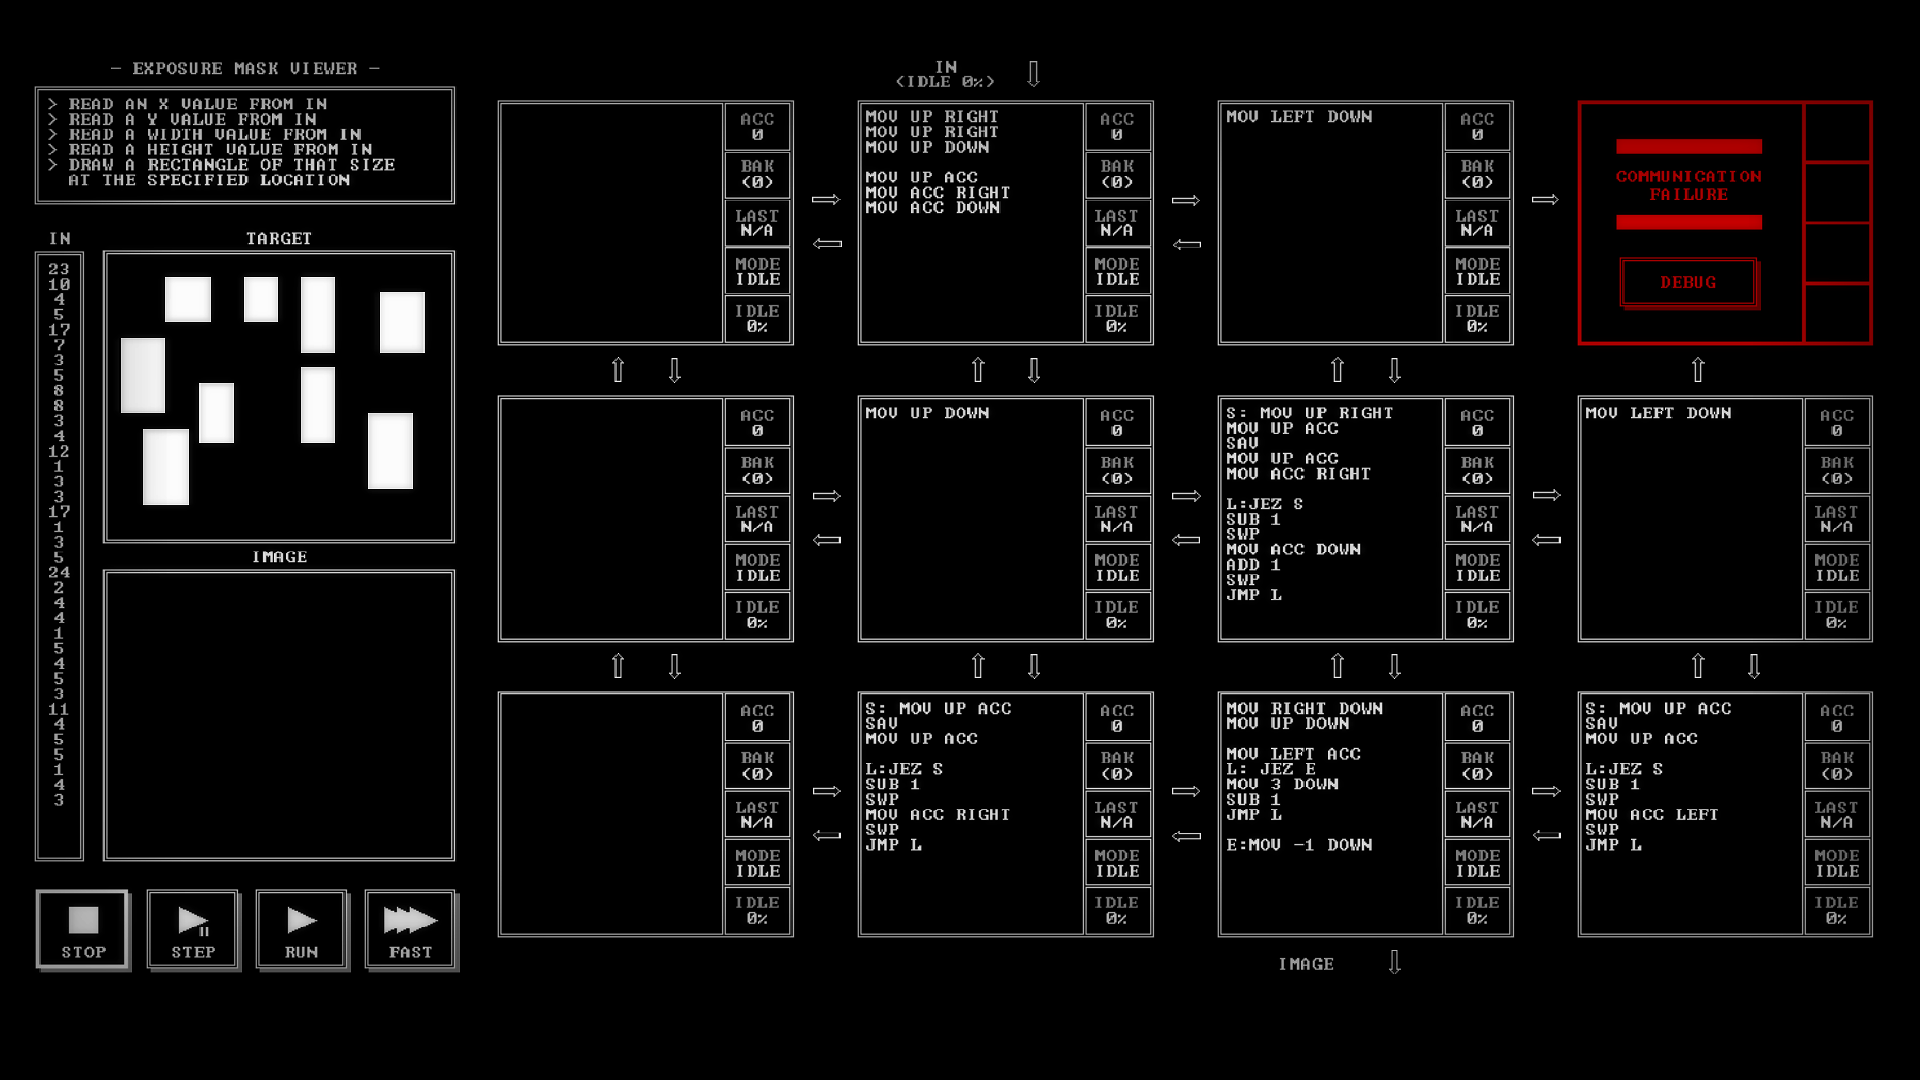 - EXPOSURE MASK VIEWER -
> READ AN X VALUE FROM IN
> READ A Y VALUE FROM IN
> READ A WIDTH VALUE FROM IN
> READ A HEIGHT VALUE FROM IN
> DRAW A RECTANGLE OF THAT SIZE
AT THE SPECIFIED LOCATION
IN
23
10
4
5
17
7
3
5
8
8
3
4
12
1
3
3
17
1
3
5
24
2
4
4
1
5
4
5
3
11
4
5
5
1
4
3
TARGET
IMAGE
STOP
STEP
RUN
FAST
IN
<IDLE 0%>
ACC
0
BAK
<0>
LAST
N/A
MODE
IDLE
IDLE
0%
MOV UP RIGHT
MOV UP RIGHT
MOV UP DOWN
MOV UP ACC
MOV ACC RIGHT
MOV ACC DOWN
ACC
0
BAK
<0>
LAST
N/A
MODE
IDLE
IDLE
0%
MOV LEFT DOWN
ACC
0
BAK
<0>
LAST
N/A
MODE
IDLE
IDLE
0%
COMMUNICATION
FAILURE
DEBUG
ACC
0
BAK
<0>
LAST
N/A
MODE
IDLE
IDLE
0%
MOV UP DOWN
ACC
0
BAK
<0>
LAST
N/A
MODE
IDLE
IDLE
0%
S: MOV UP RIGHT
MOV UP ACC
SAV
MOV UP ACC
MOV ACC RIGHT
L:JEZ S
SUB 1
SWP
MOV ACC DOWN
ADD 1
SWP
JMP L
ACC
0
BAK
<0>
LAST
N/A
MODE
IDLE
IDLE
0%
MOV LEFT DOWN
ACC
0
BAK
<0>
LAST
N/A
MODE
IDLE
IDLE
0%
ACC
0
BAK
<0>
LAST
N/A
MODE
IDLE
IDLE
0%
S: MOV UP ACC
SAV
MOV UP ACC
L:JEZ S
SUB 1
SWP
MOV ACC RIGHT
SWP
JMP L
ACC
0
BAK
<0>
LAST
N/A
MODE
IDLE
IDLE
0%
MOV RIGHT DOWN
MOV UP DOWN
MOV LEFT ACC
L: JEZ E
MOV 3 DOWN
SUB 1
JMP L
E:MOV -1 DOWN
ACC
0
BAK
<0>
LAST
N/A
MODE
IDLE
IDLE
0%
S: MOV UP ACC
SAV
MOV UP ACC
L:JEZ S
SUB 1
SWP
MOV ACC LEFT
SWP
JMP L
ACC
0
BAK
<0>
LAST
N/A
MODE
IDLE
IDLE
0%
IMAGE